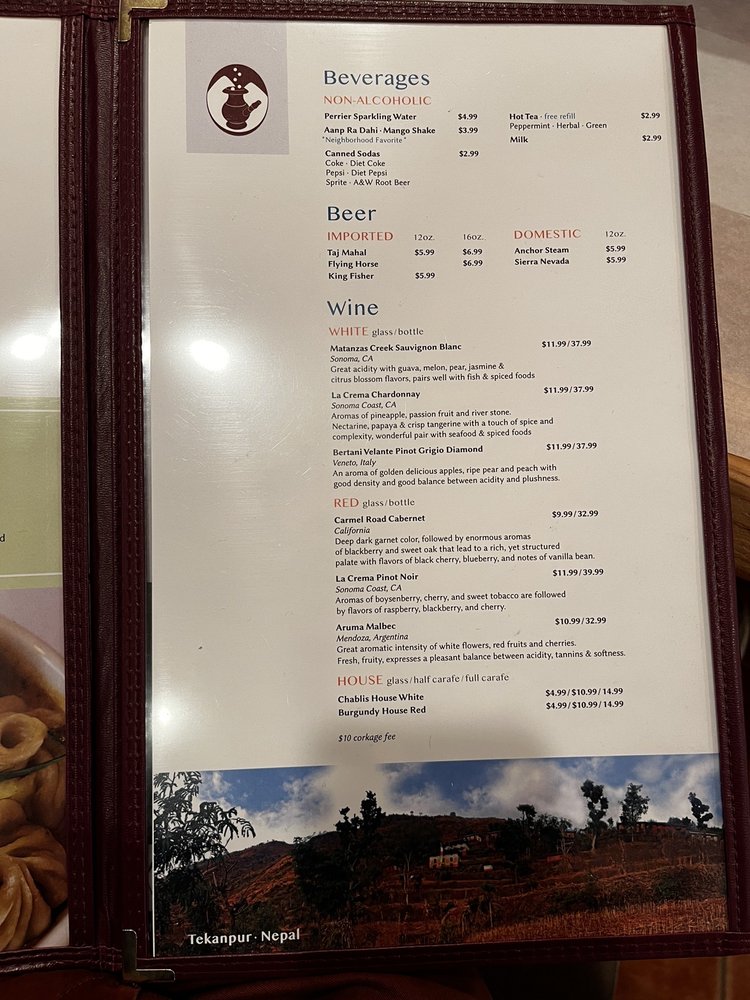 d
Beverages
NON-ALCOHOLIC
Perrier Sparkling Water $4.99
Aanp Ra Dahi · Mango Shake $3.99
*Neighborhood Favorite*
Canned Sodas $2.99
Coke · Diet Coke
Pepsi · Diet Pepsi
Sprite · A&W Root Beer
Hot Tea · free refill $2.99
Peppermint · Herbal · Green
Milk $2.99
Beer
IMPORTED 12oz. 16oz.
Taj Mahal $5.99 $6.99
Flying Horse $6.99
King Fisher $5.99
DOMESTIC 12oz.
Anchor Steam $5.99
Sierra Nevada $5.99
Wine
WHITE glass/bottle
Matanzas Creek Sauvignon Blanc $11.99/37.99
Sonoma, CA
Great acidity with guava, melon, pear, jasmine &
citrus blossom flavors, pairs well with fish & spiced foods
La Crema Chardonnay $11.99/37.99
Sonoma Coast, CA
Aromas of pineapple, passion fruit and river stone.
Nectarine, papaya & crisp tangerine with a touch of spice and
complexity, wonderful pair with seafood & spiced foods
Bertani Velante Pinot Grigio Diamond $11.99/37.99
Veneto, Italy
An aroma of golden delicious apples, ripe pear and peach with
good density and good balance between acidity and plushness.
RED glass/bottle
Carmel Road Cabernet $9.99/32.99
California
Deep dark garnet color, followed by enormous aromas
of blackberry and sweet oak that lead to a rich, yet structured
palate with flavors of black cherry, blueberry, and notes of vanilla bean.
La Crema Pinot Noir $11.99/39.99
Sonoma Coast, CA
Aromas of boysenberry, cherry, and sweet tobacco are followed
by flavors of raspberry, blackberry, and cherry.
Aruma Malbec $10.99/32.99
Mendoza, Argentina
Great aromatic intensity of white flowers, red fruits and cherries.
Fresh, fruity, expresses a pleasant balance between acidity, tannins & softness.
HOUSE glass/half carafe/full carafe
Chablis House White $4.99/$10.99/14.99
Burgundy House Red $4.99/$10.99/14.99
$10 corkage fee
Tekanpur · Nepal